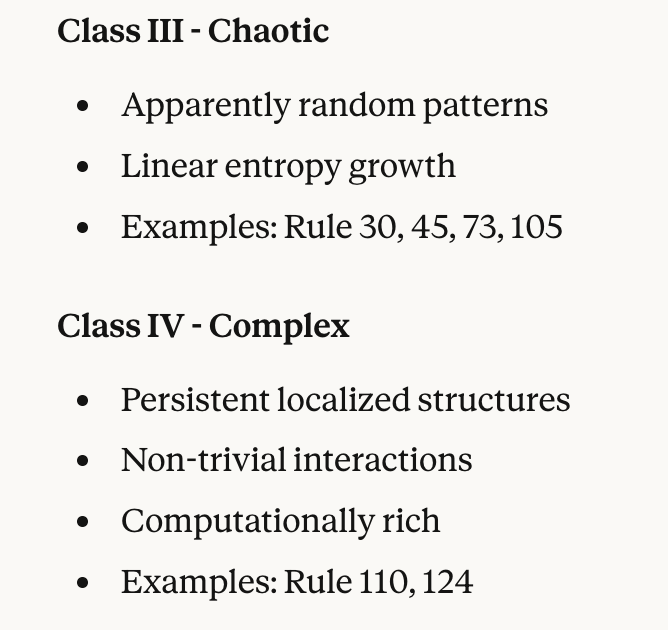 Class III - Chaotic
• Apparently random patterns
• Linear entropy growth
• Examples: Rule 30, 45, 73, 105
Class IV - Complex
• Persistent localized structures
• Non-trivial interactions
• Computationally rich
• Examples: Rule 110, 124